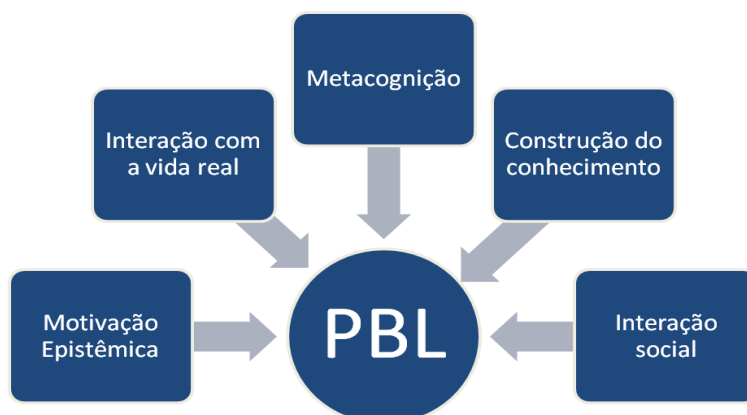 Metacognição
Interação com
a vida real
Construção do
conhecimento
Motivação
Epistêmica
PBL
Interação
social